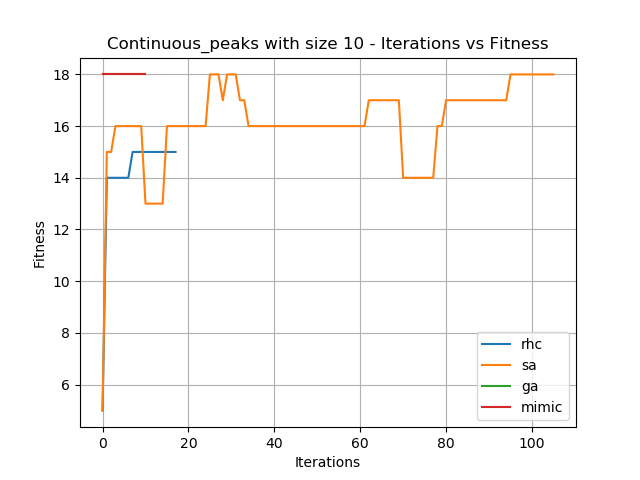 Continuous_peaks with size 10 - Iterations vs Fitness
18
16
14
12
10
8
6
Fitness
0
20
40
60
80
100
Iterations
rhc
sa
ga
mimic